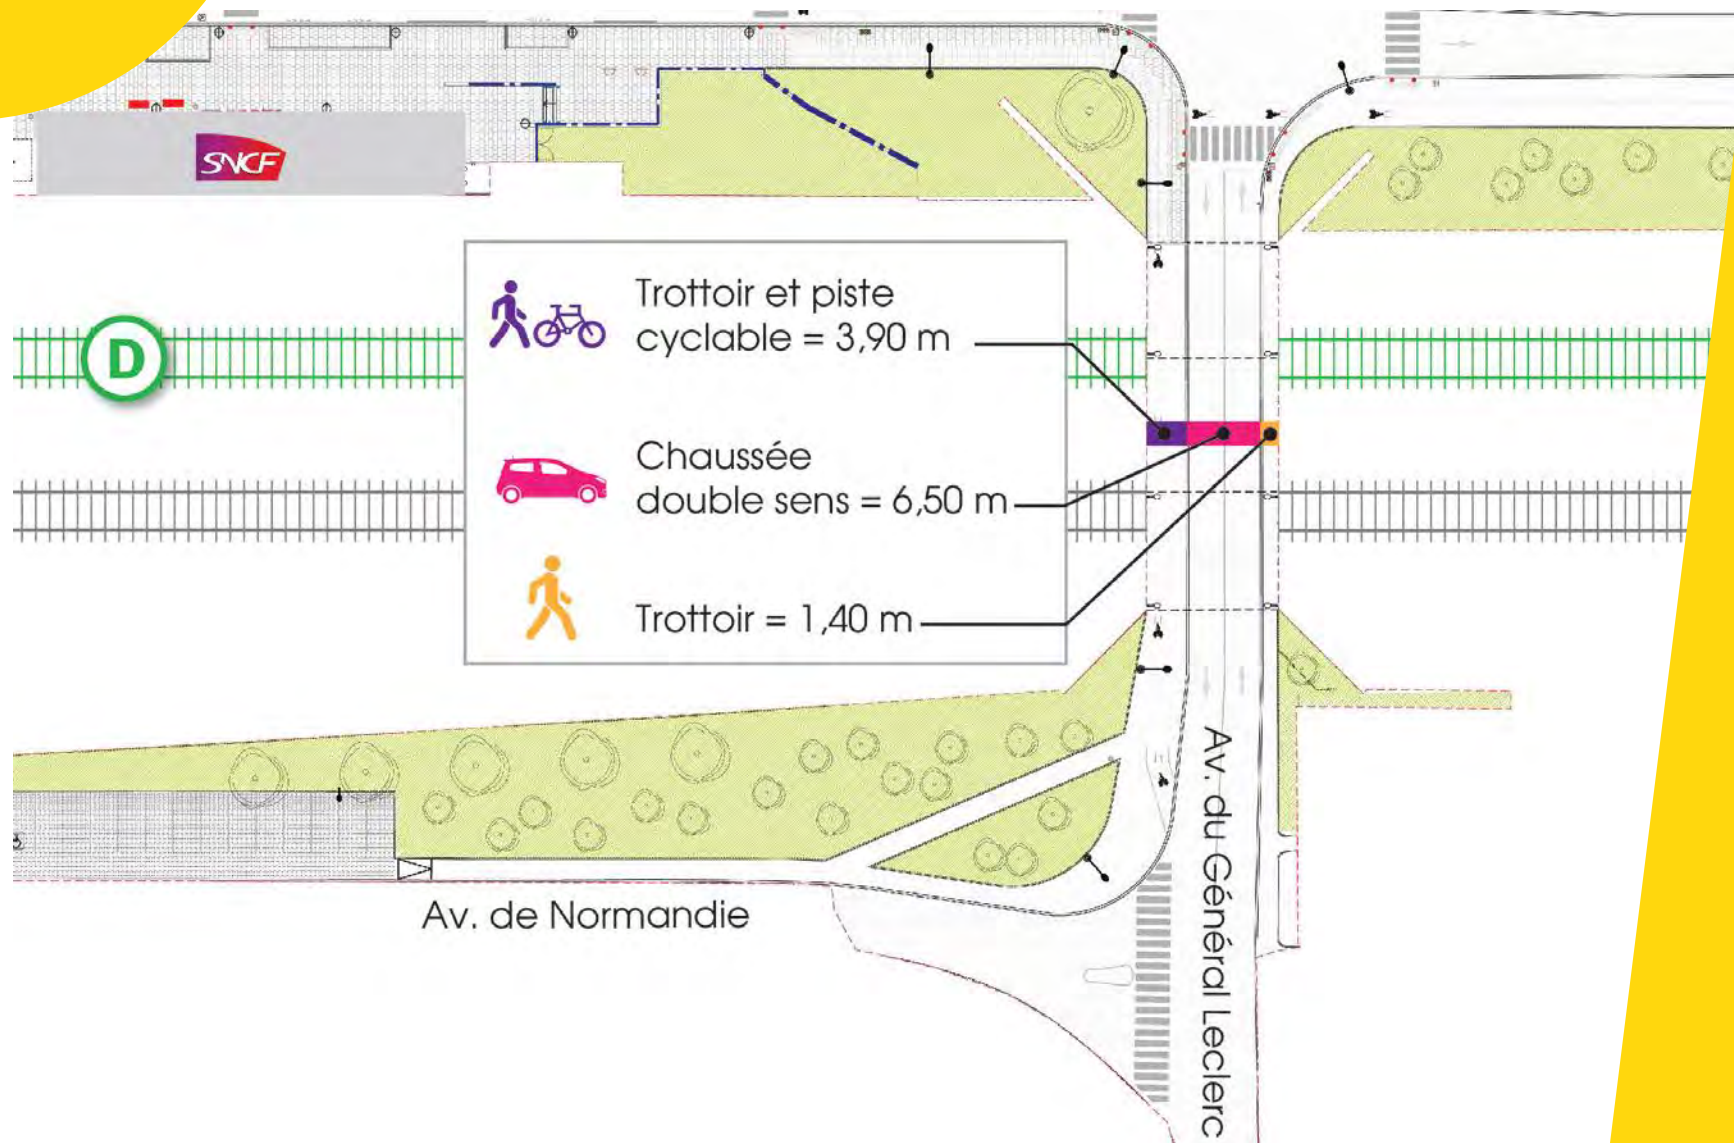 SNCF
Trottoir et piste
cyclable = 3,90 m
D
Chaussée
double sens = 6,50 m
Trottoir = 1,40 m
Av. du Général Leclerc
Av. de Normandie